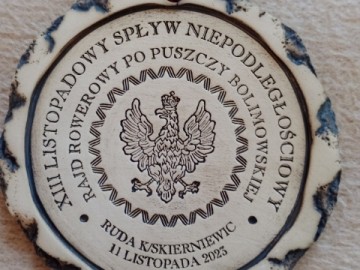 XIII LISTOPADOWY SPŁYW NIEPODLEGŁOŚCIOWY
RAJD ROWEROWY PO PUSZCZY BOLIMOWSKIEJ
RUDA K/SKIERNIEWIC
11 LISTOPADA 2023